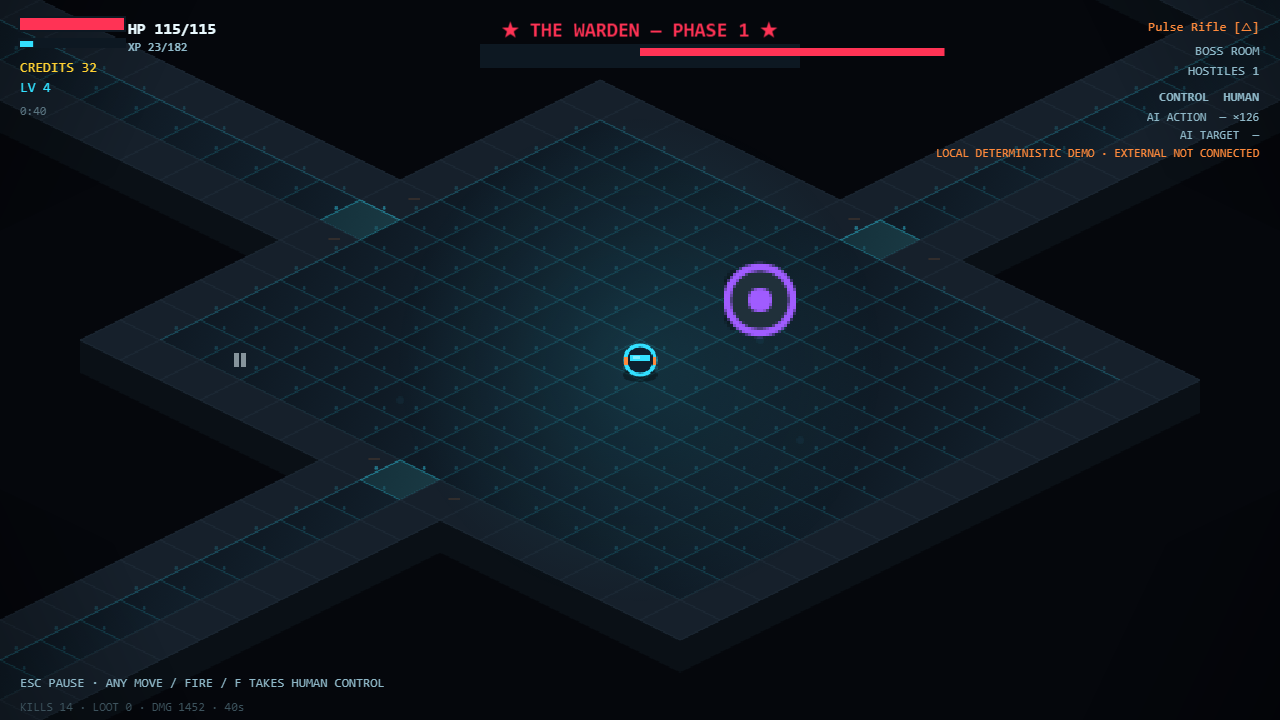 HP 115/115
XP 23/182
CREDITS 32
LV 4
0:40
★ THE WARDEN — PHASE 1 ★
Pulse Rifle [△]
BOSS ROOM
HOSTILES 1
CONTROL HUMAN
AI ACTION — ×126
AI TARGET —
LOCAL DETERMINISTIC DEMO · EXTERNAL NOT CONNECTED
ESC PAUSE · ANY MOVE / FIRE / F TAKES HUMAN CONTROL
KILLS 14 · LOOT 0 · DMG 1452 · 40s